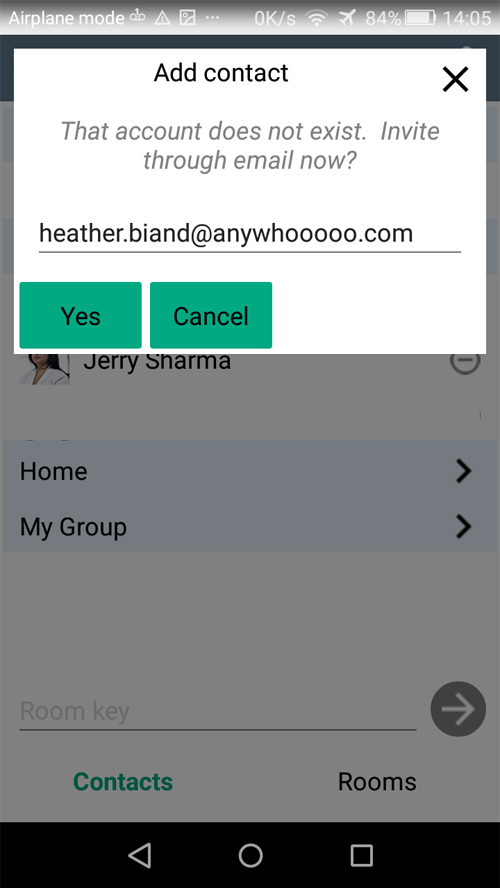 Airplane mode 0K/s 84% 14:05
Add contact
That account does not exist. Invite
through email now?
heather.biand@anywhooooo.com
Yes Cancel
Jerry Sharma
Home
My Group
Room key
Contacts Rooms